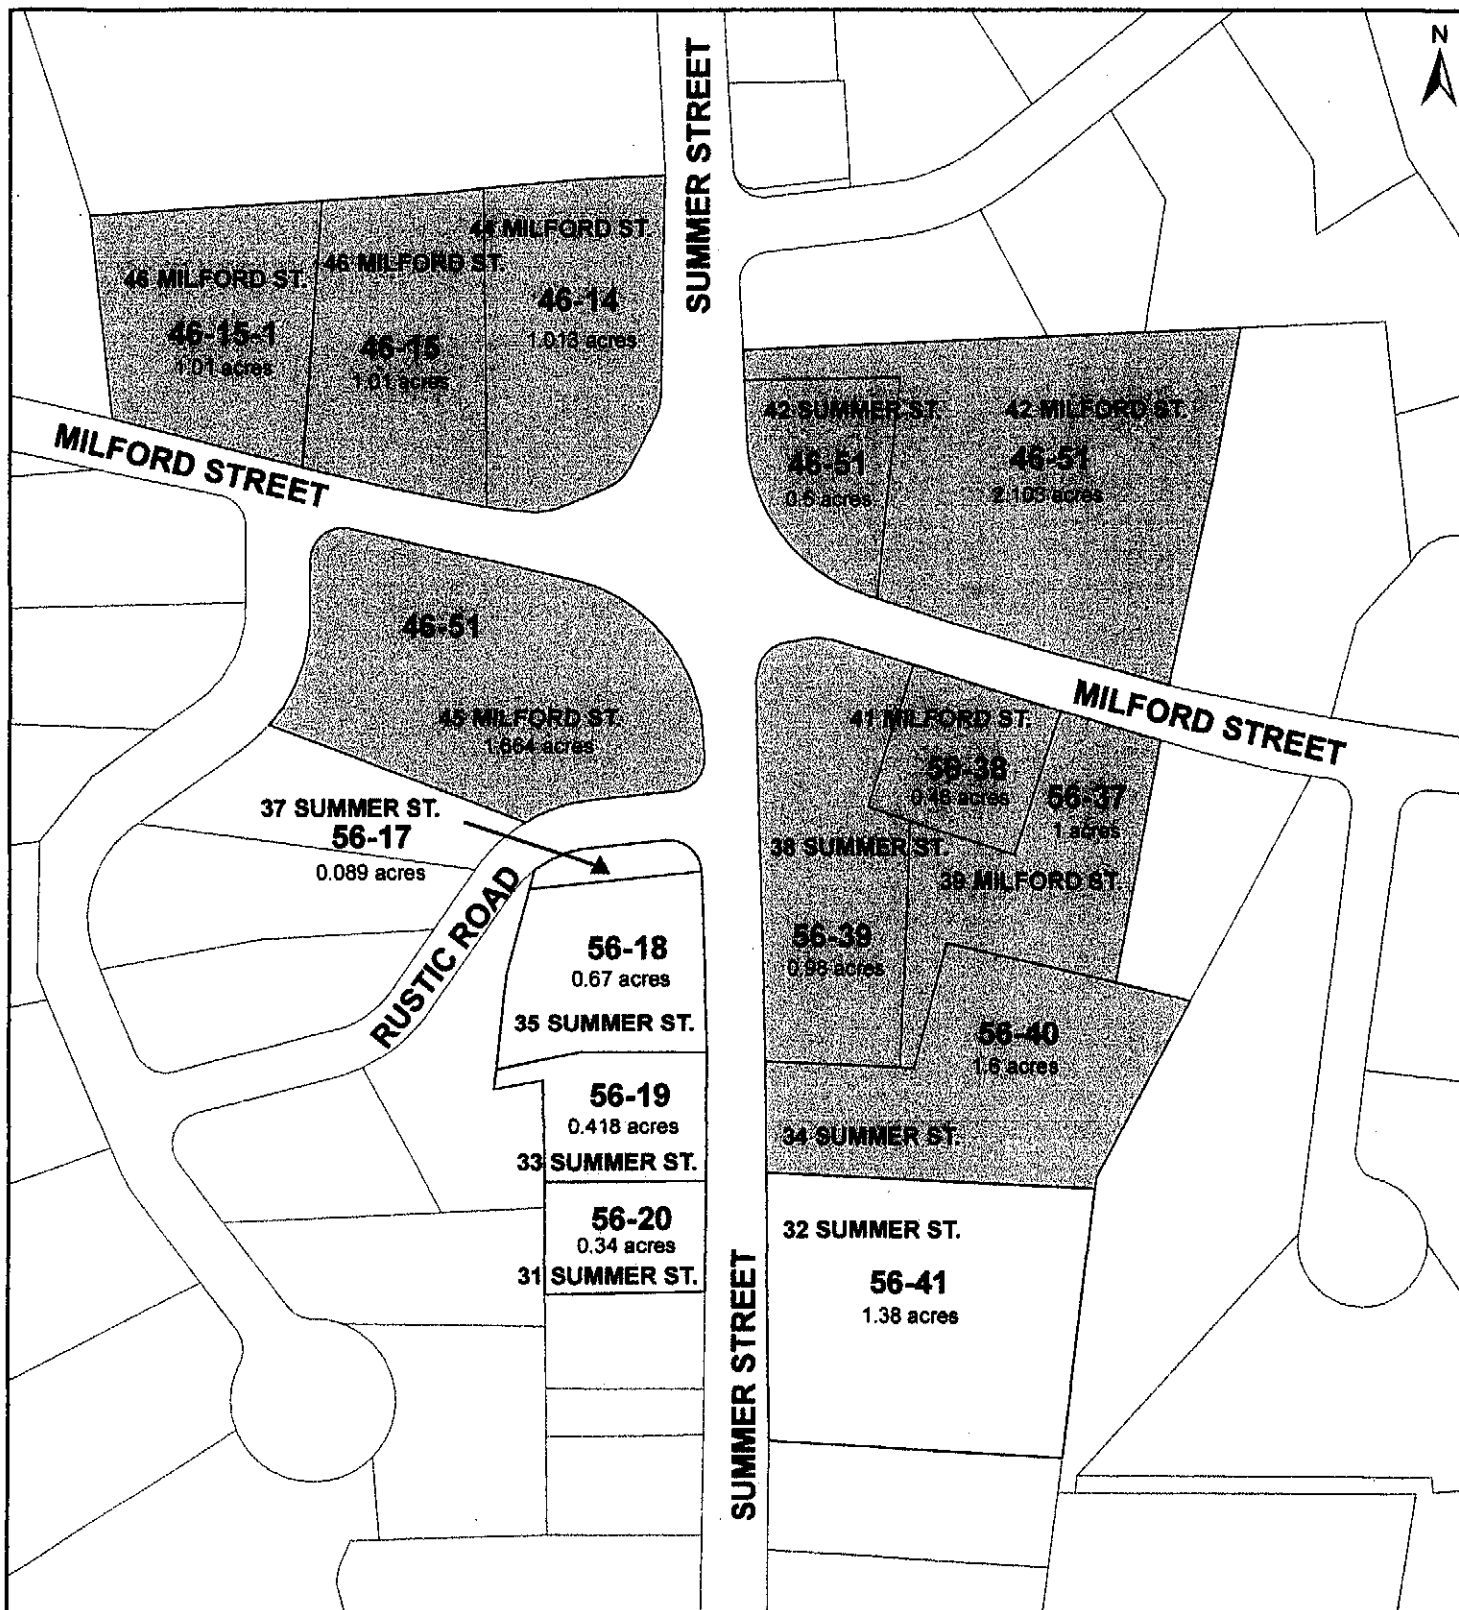 N
SUMMER STREET
44 MILFORD ST.
46-14
1.013 acres
46 MILFORD ST.
46-15
1.01 acres
46 MILFORD ST.
46-15-1
1.01 acres
MILFORD STREET
42 SUMMER ST.
46-51
0.5 acres
42 MILFORD ST.
46-51
2.103 acres
46-51
45 MILFORD ST.
1.664 acres
MILFORD STREET
41 MILFORD ST.
56-38
0.46 acres
56-37
1 acres
39 MILFORD ST.
37 SUMMER ST.
56-17
0.089 acres
RUSTIC ROAD
38 SUMMER ST.
56-39
0.98 acres
56-18
0.67 acres
35 SUMMER ST.
56-40
1.6 acres
34 SUMMER ST.
56-19
0.418 acres
33 SUMMER ST.
56-20
0.34 acres
31 SUMMER ST.
32 SUMMER ST.
56-41
1.38 acres
SUMMER STREET